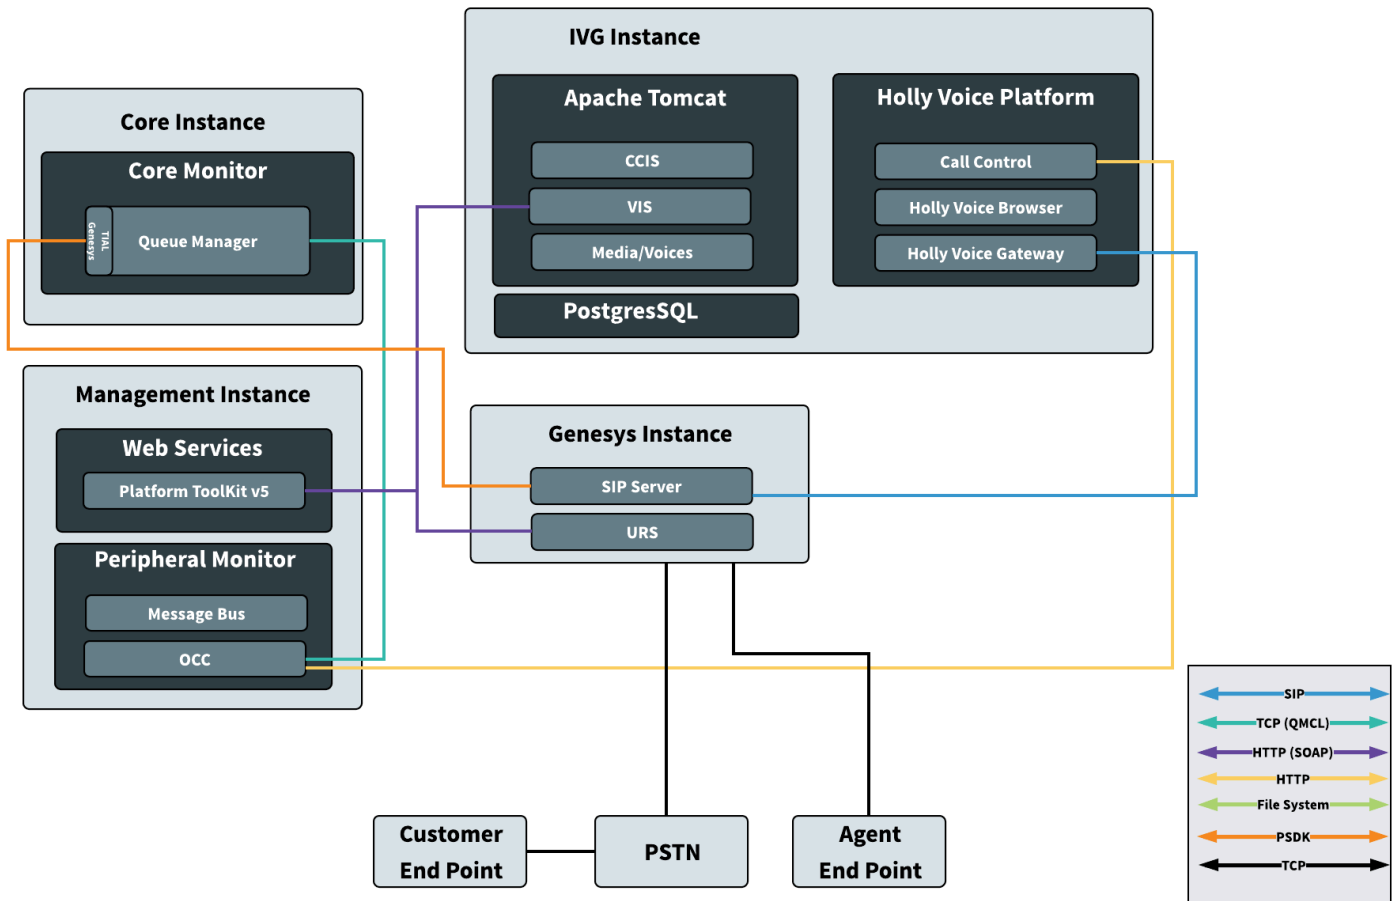 IVG Instance
Apache Tomcat
CCIS
VIS
Media/Voices
PostgresSQL
Holly Voice Platform
Call Control
Holly Voice Browser
Holly Voice Gateway
Core Instance
Core Monitor
TIAL
Genesys
Queue Manager
Management Instance
Web Services
Platform ToolKit v5
Peripheral Monitor
Message Bus
OCC
Genesys Instance
SIP Server
URS
Customer
End Point
PSTN
Agent
End Point
SIP
TCP (QMCL)
HTTP (SOAP)
HTTP
File System
PSDK
TCP